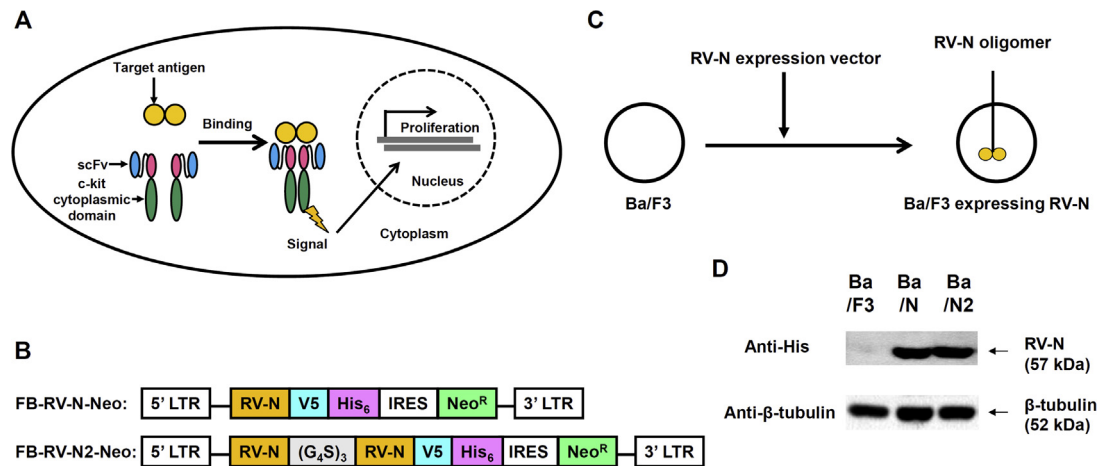 A
Target antigen
Binding
Proliferation
scFv
c-kit
cytoplasmic
domain
Nucleus
Signal
Cytoplasm
B
FB-RV-N-Neo: 5' LTR RV-N V5 His6 IRES NeoR 3' LTR
FB-RV-N2-Neo: 5' LTR RV-N (G4S)3 RV-N V5 His6 IRES NeoR 3' LTR
C
RV-N expression vector
RV-N oligomer
Ba/F3
Ba/F3 expressing RV-N
D
Ba Ba Ba
/F3 /N /N2
Anti-His
RV-N
(57 kDa)
Anti-β-tubulin
β-tubulin
(52 kDa)